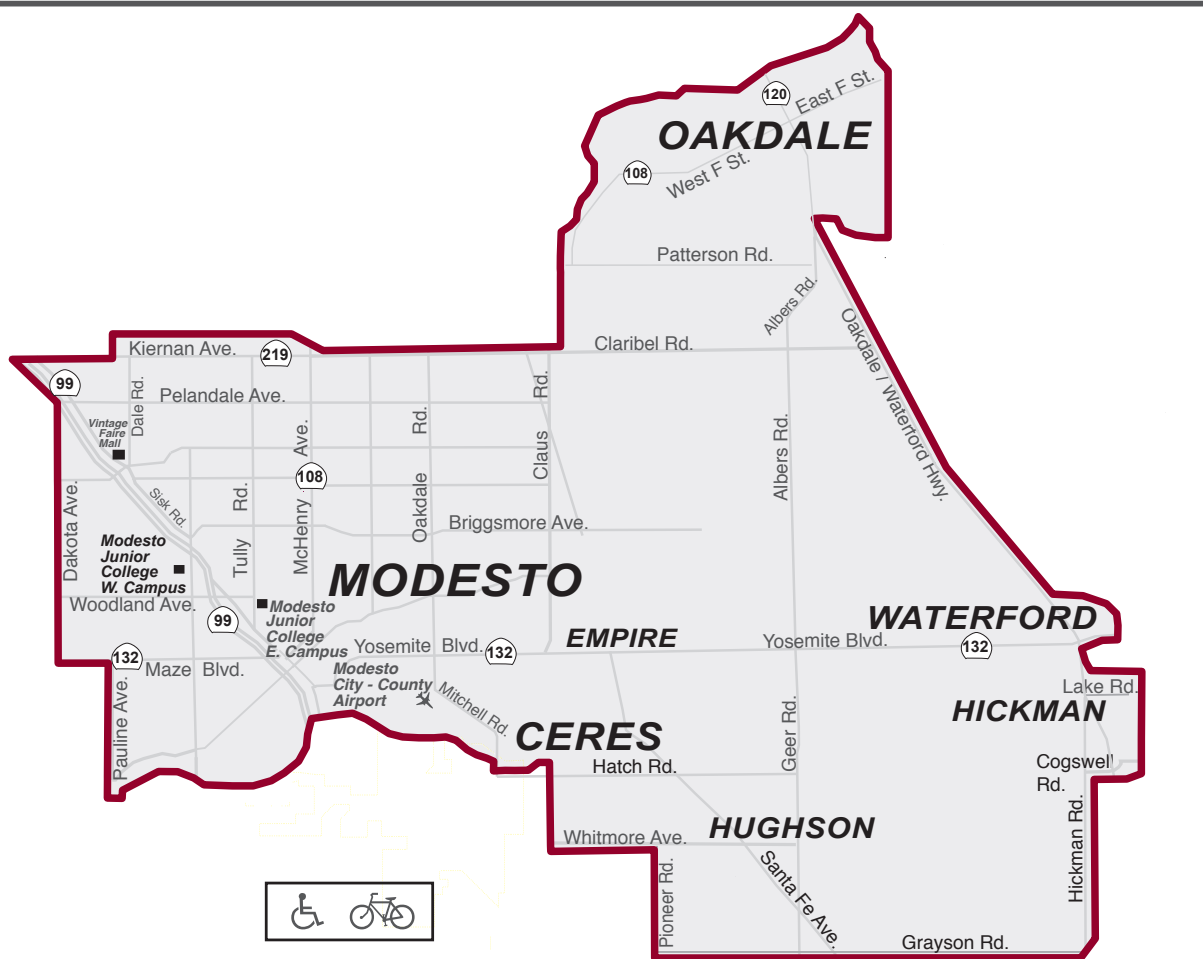 120
East F St.
OAKDALE
108
West F St.
Patterson Rd.
Albers Rd.
Oakdale / Waterford Hwy.
Kiernan Ave.
219
Claribel Rd.
99
Dale Rd.
Pelandale Ave.
Vintage
Faire
Mall
McHenry Ave.
Oakdale Rd.
Claus Rd.
Albers Rd.
108
Dakota Ave.
Sisk Rd.
Tully Rd.
Briggsmore Ave.
Modesto
Junior
College
W. Campus
MODESTO
Woodland Ave.
99
Modesto
Junior
College
E. Campus
WATERFORD
EMPIRE
Yosemite Blvd.
132
Yosemite Blvd.
132
132
Maze Blvd.
Modesto
City - County
Airport
Mitchell Rd.
Lake Rd.
HICKMAN
Pauline Ave.
CERES
Geer Rd.
Hatch Rd.
Cogswell
Rd.
Whitmore Ave.
HUGHSON
Hickman Rd.
Pioneer Rd.
Santa Fe Ave.
Grayson Rd.